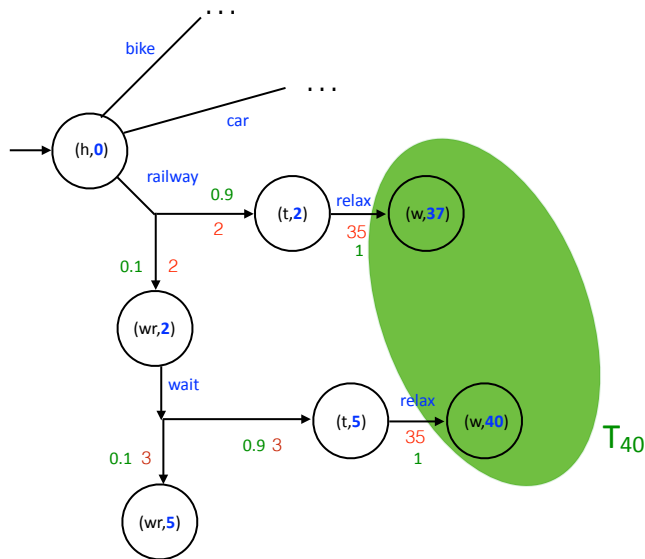 ...
bike
...
car
(h,0)
railway
0.9
2
(t,2)
relax
35
1
(w,37)
0.1 2
(wr,2)
wait
0.1 3
0.9 3
(t,5)
relax
35
1
(w,40)
T40
(wr,5)